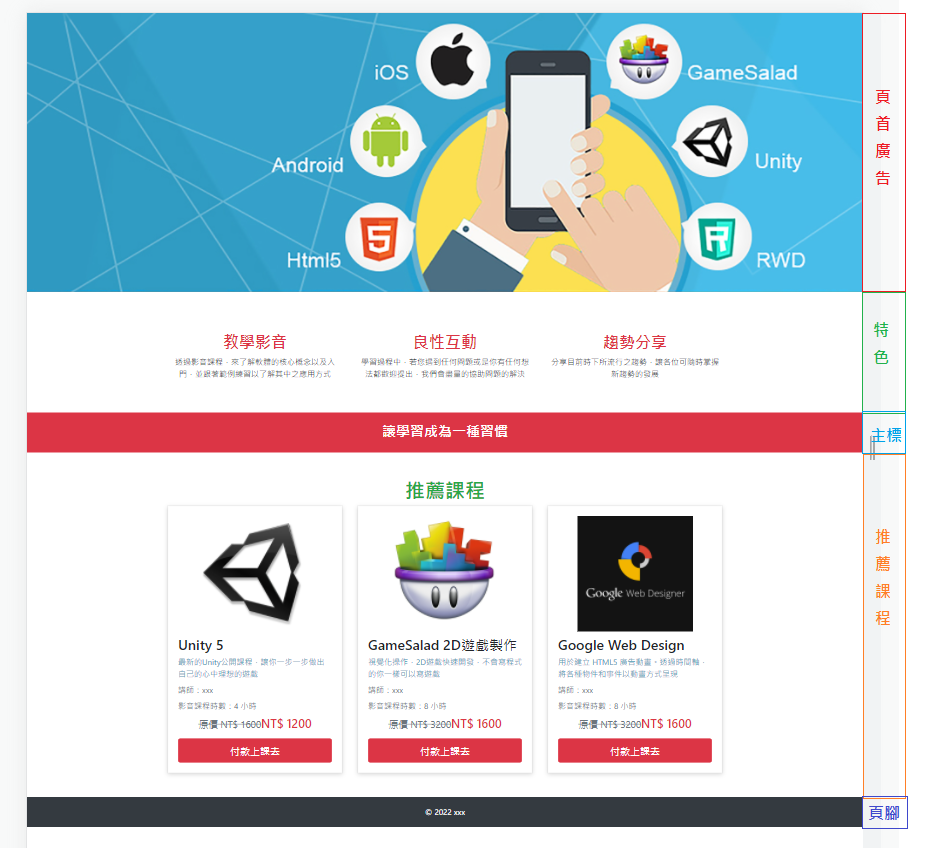 iOS
GameSalad
Android
Unity
Html5
RWD
頁首廣告
教學影音
良性互動
趨勢分享
透過影音課程，來了解軟體的核心概念以及入
門，並跟著範例練習以了解其中之應用方式
學習過程中，若您遇到任何問題或是你有任何想
法都歡迎提出，我們會盡量的協助問題的解決
分享目前時下所流行之趨勢，讓各位可隨時掌握
新趨勢的發展
特色
讓學習成為一種習慣
主標
推薦課程
Google Web Designer
Unity 5
最新的Unity公開課程，讓你一步一步做出
自己的心中理想的遊戲
講師：xxx
影音課程時數：4 小時
原價 NT$ 1600NT$ 1200
付款上課去
GameSalad 2D遊戲製作
視覺化操作，2D遊戲快速開發，不會寫程式
的你一樣可以寫遊戲
講師：xxx
影音課程時數：8 小時
原價 NT$ 3200NT$ 1600
付款上課去
Google Web Design
用於建立 HTML5 廣告動畫，透過時間軸，
將各種物件和事件以動畫方式呈現
講師：xxx
影音課程時數：8 小時
原價 NT$ 3200NT$ 1600
付款上課去
推薦課程
© 2022 xxx
頁腳